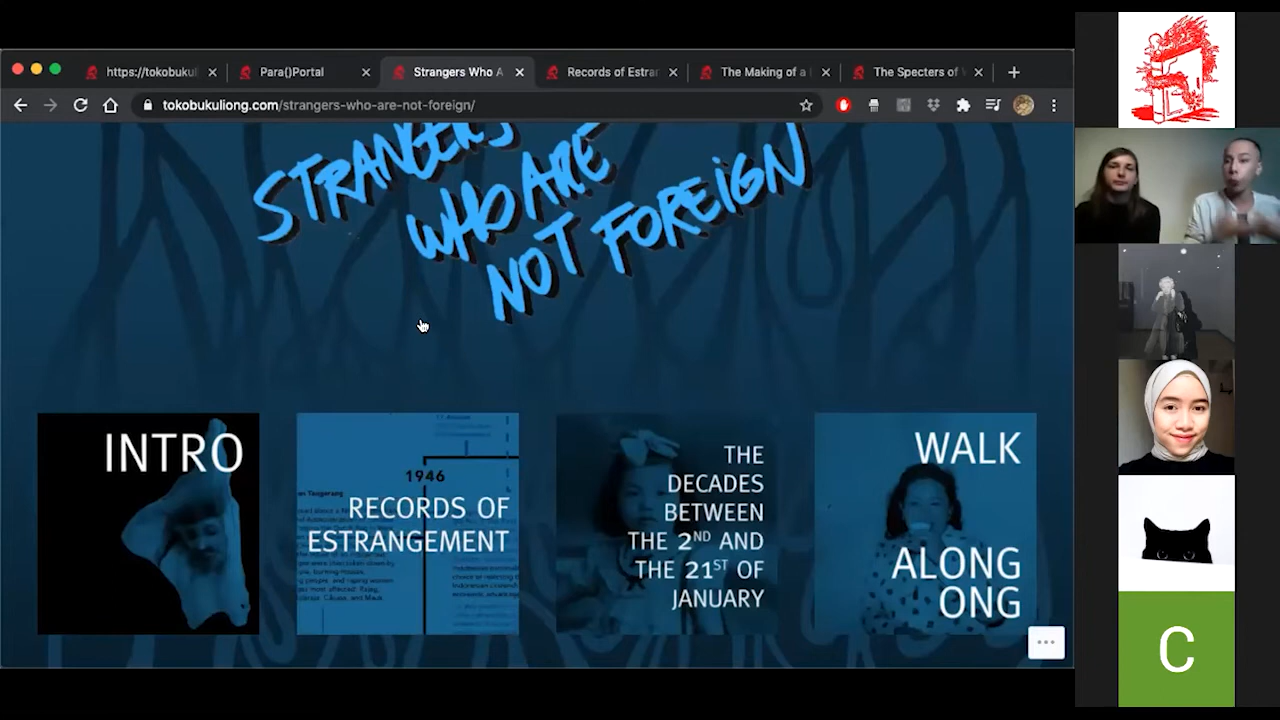 https://tokobukul
Para()Portal
Strangers Who A
Records of Estrar
The Making of a
The Specters of
tokobukuliong.com/strangers-who-are-not-foreign/
STRANGERS
WHO ARE
NOT FOREIGN
INTRO
1946
RECORDS OF
ESTRANGEMENT
THE
DECADES
BETWEEN
THE 2ND AND
THE 21ST OF
JANUARY
WALK
ALONG
ONG
C